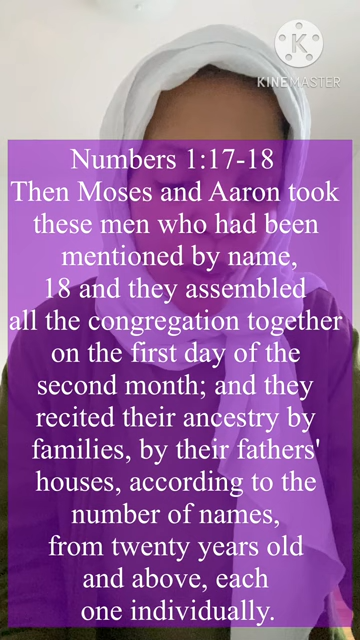 K
KINEMASTER
Numbers 1:17-18
Then Moses and Aaron took
these men who had been
mentioned by name,
18 and they assembled
all the congregation together
on the first day of the
second month; and they
recited their ancestry by
families, by their fathers'
houses, according to the
number of names,
from twenty years old
and above, each
one individually.